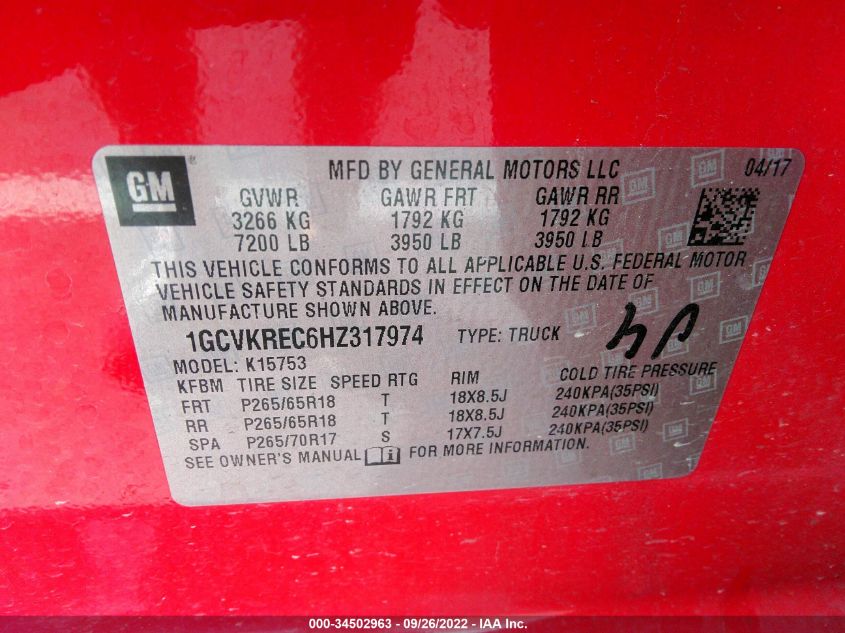 GM
MFD BY GENERAL MOTORS LLC 04/17
GVWR GAWR FRT GAWR RR
3266 KG 1792 KG 1792 KG
7200 LB 3950 LB 3950 LB
THIS VEHICLE CONFORMS TO ALL APPLICABLE U.S. FEDERAL MOTOR
VEHICLE SAFETY STANDARDS IN EFFECT ON THE DATE OF
MANUFACTURE SHOWN ABOVE.
1GCVKREC6HZ317974 TYPE: TRUCK
MODEL: K15753
KFBM TIRE SIZE SPEED RTG RIM COLD TIRE PRESSURE
FRT P265/65R18 T 18X8.5J 240KPA(35PSI)
RR P265/65R18 T 18X8.5J 240KPA(35PSI)
SPA P265/70R17 S 17X7.5J 240KPA(35PSI)
SEE OWNER'S MANUAL FOR MORE INFORMATION.
000-34502963 - 09/26/2022 - IAA Inc.